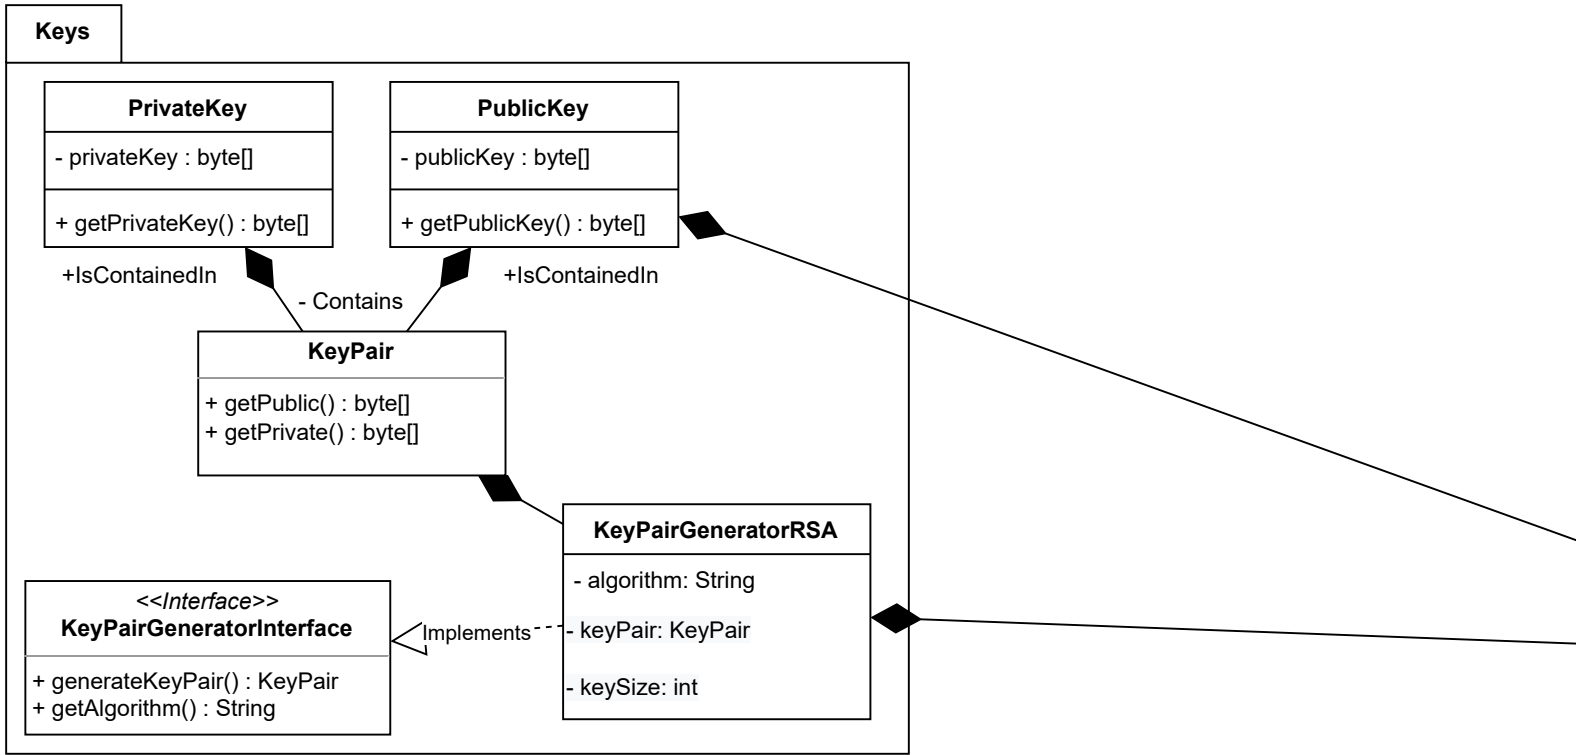 Keys
PrivateKey
- privateKey : byte[]
+ getPrivateKey() : byte[]
PublicKey
- publicKey : byte[]
+ getPublicKey() : byte[]
+IsContainedIn
+IsContainedIn
- Contains
KeyPair
+ getPublic() : byte[]
+ getPrivate() : byte[]
KeyPairGeneratorRSA
- algorithm: String
- keyPair: KeyPair
- keySize: int
Implements
<<Interface>>
KeyPairGeneratorInterface
+ generateKeyPair() : KeyPair
+ getAlgorithm() : String